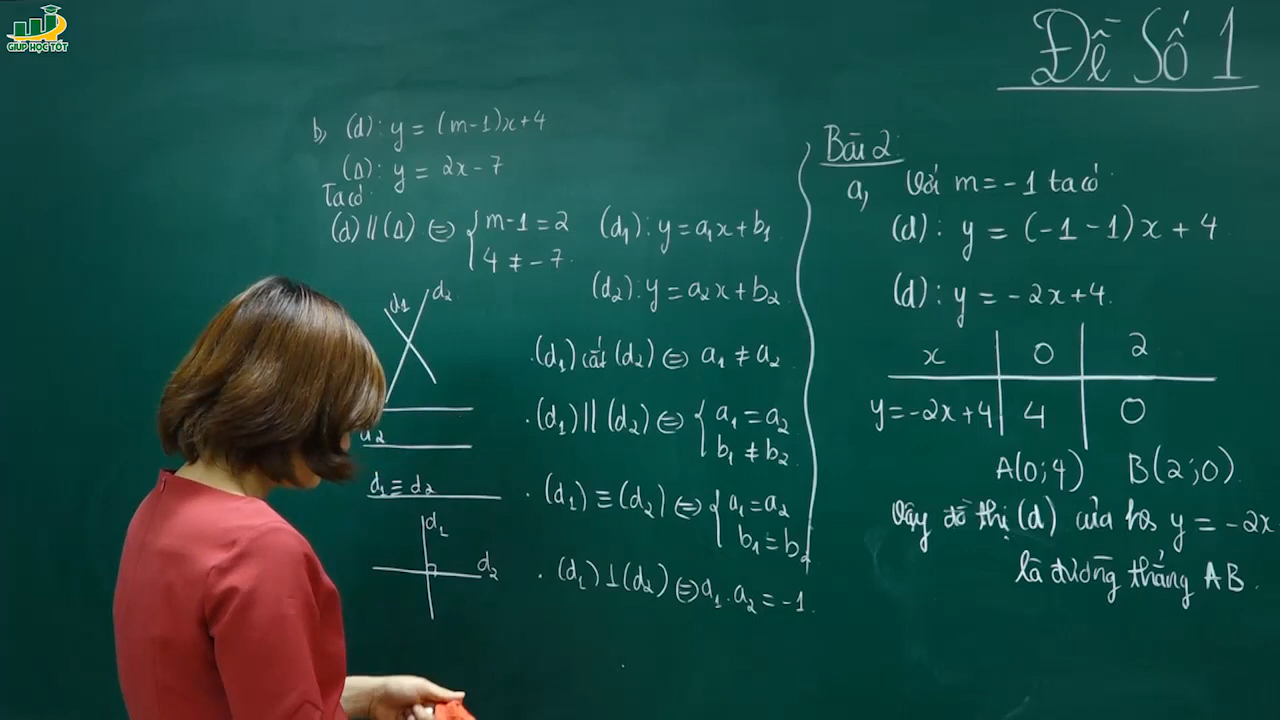 GIUP HỌC TỐT
Đề Số 1
b, (d): y = (m-1)x+4
(Δ): y = 2x-7
Ta có
(d) // (Δ) ⇔ { m-1=2
4 ≠ -7
d1 d2
d2
d1 ≡ d2
d1
d2
(d1): y = a1x+b1
(d2): y = a2x+b2
. (d1) cắt (d2) ⇔ a1 ≠ a2
. (d1) // (d2) ⇔ { a1 = a2
b1 ≠ b2
. (d1) ≡ (d2) ⇔ { a1 = a2
b1 = b2
. (d1) ⊥ (d2) ⇔ a1 . a2 = -1.
Bài 2:
a, Với m = -1 ta có
(d): y = (-1-1)x + 4
(d): y = -2x+4.
x 0 2
y=-2x+4 4 0
A(0;4) B(2;0)
Vậy đồ thị (d) của hs y = -2x
là đường thẳng AB.